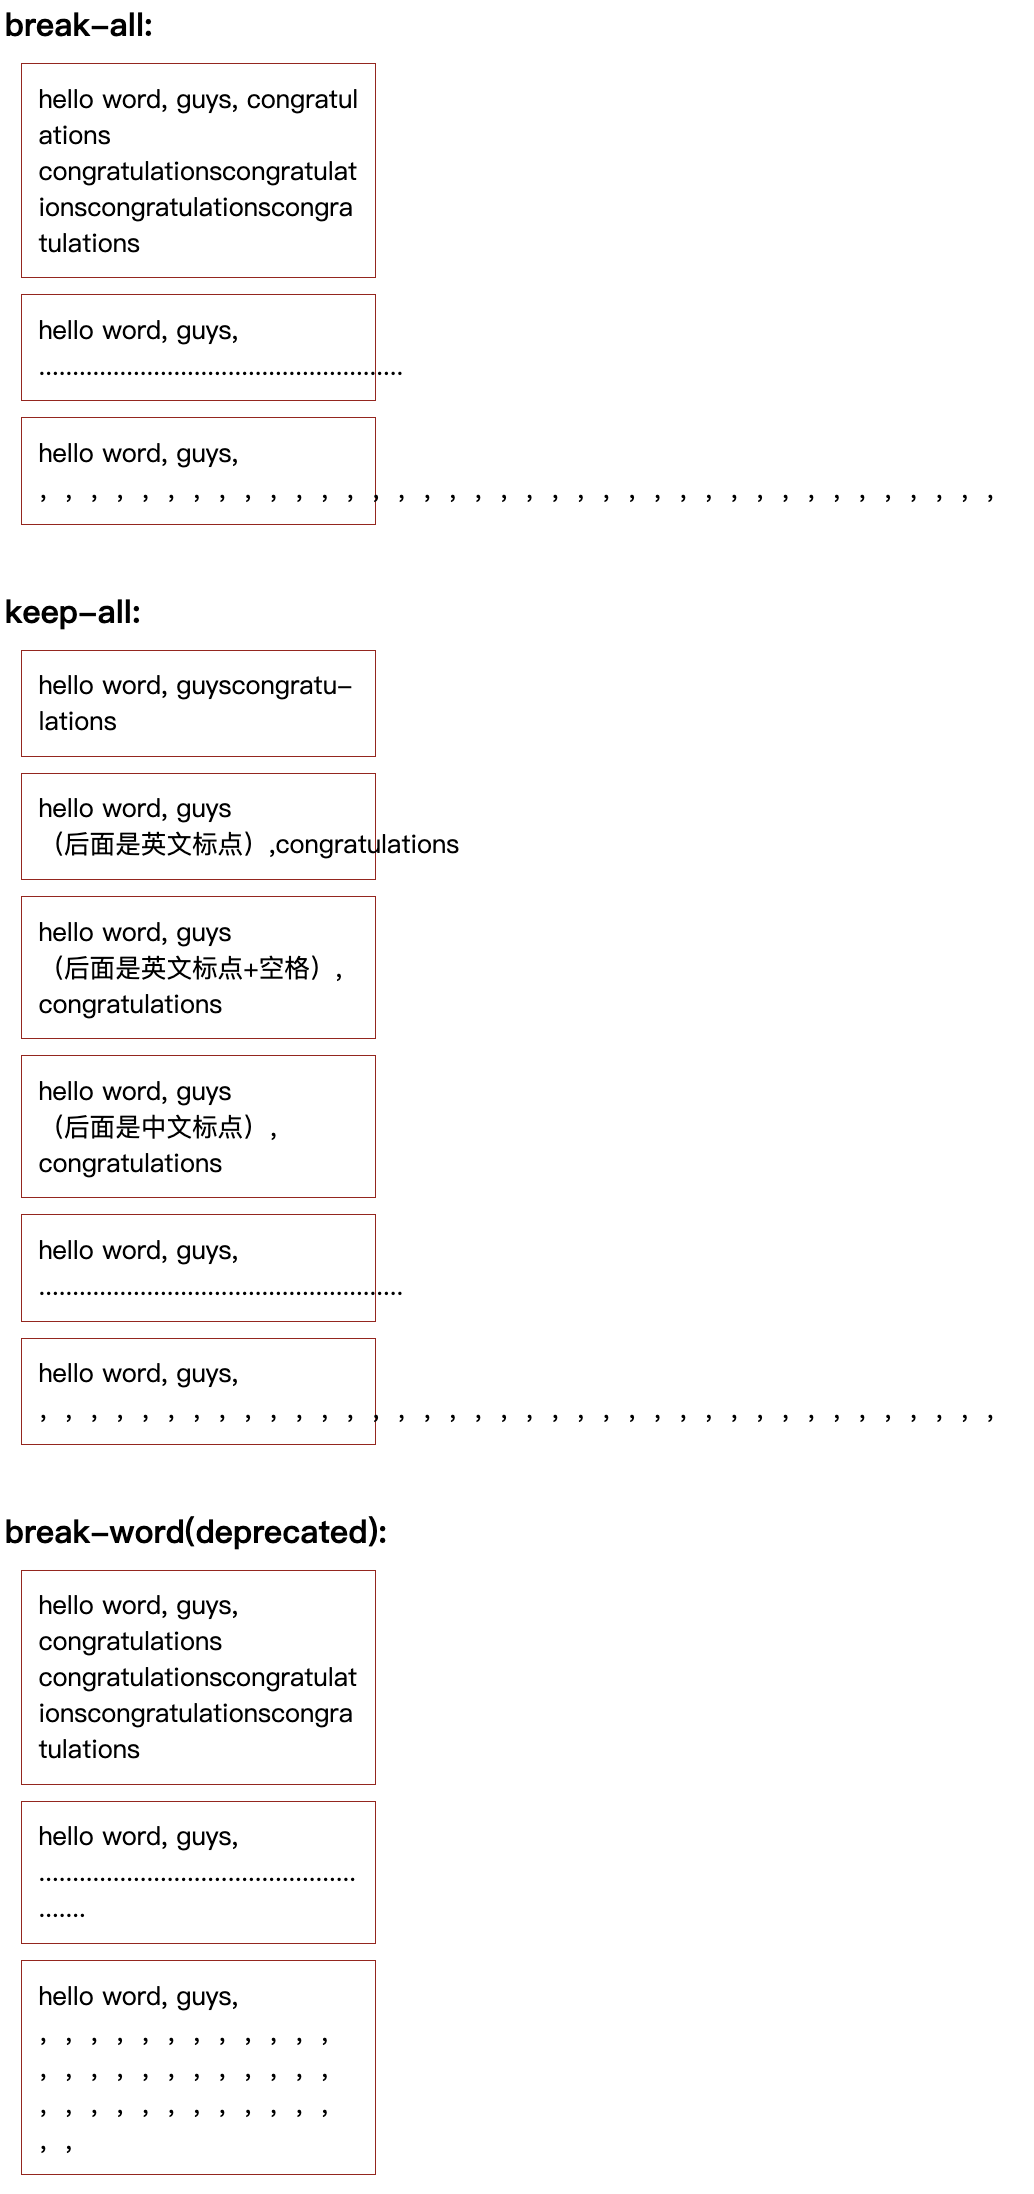 break-all:
hello word, guys, congratul
ations
congratulationscongratulat
ionscongratulationscongra
tulations
hello word, guys,
......................................................
hello word, guys,
，，，，，，，，，，，，，，，，，，，，，，，，，，，，，，，，，，，，，，
keep-all:
hello word, guyscongratu-
lations
hello word, guys
（后面是英文标点）,congratulations
hello word, guys
（后面是英文标点+空格）,
congratulations
hello word, guys
（后面是中文标点），
congratulations
hello word, guys,
......................................................
hello word, guys,
，，，，，，，，，，，，，，，，，，，，，，，，，，，，，，，，，，，，，，
break-word(deprecated):
hello word, guys,
congratulations
congratulationscongratulat
ionscongratulationscongra
tulations
hello word, guys,
...............................................
.......
hello word, guys,
，，，，，，，，，，，，
，，，，，，，，，，，，
，，，，，，，，，，，，
，，